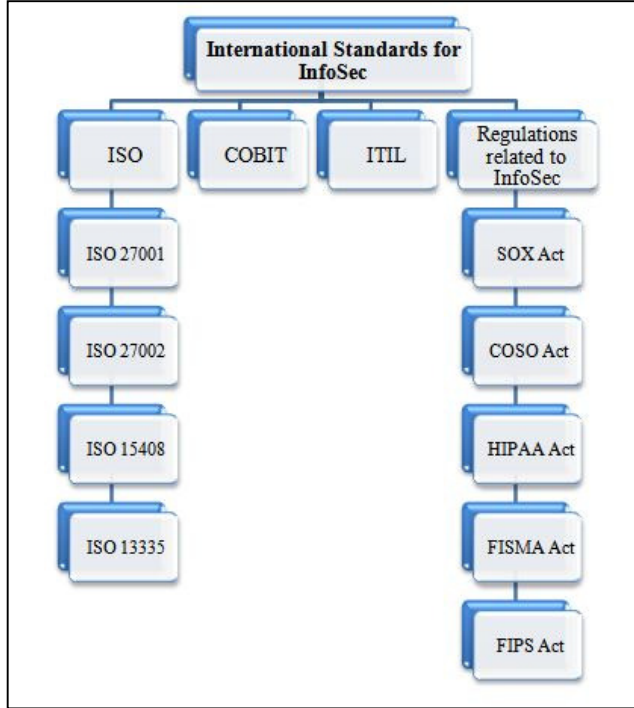 International Standards for
InfoSec
ISO
COBIT
ITIL
Regulations
related to
InfoSec
ISO 27001
SOX Act
ISO 27002
COSO Act
ISO 15408
HIPAA Act
ISO 13335
FISMA Act
FIPS Act